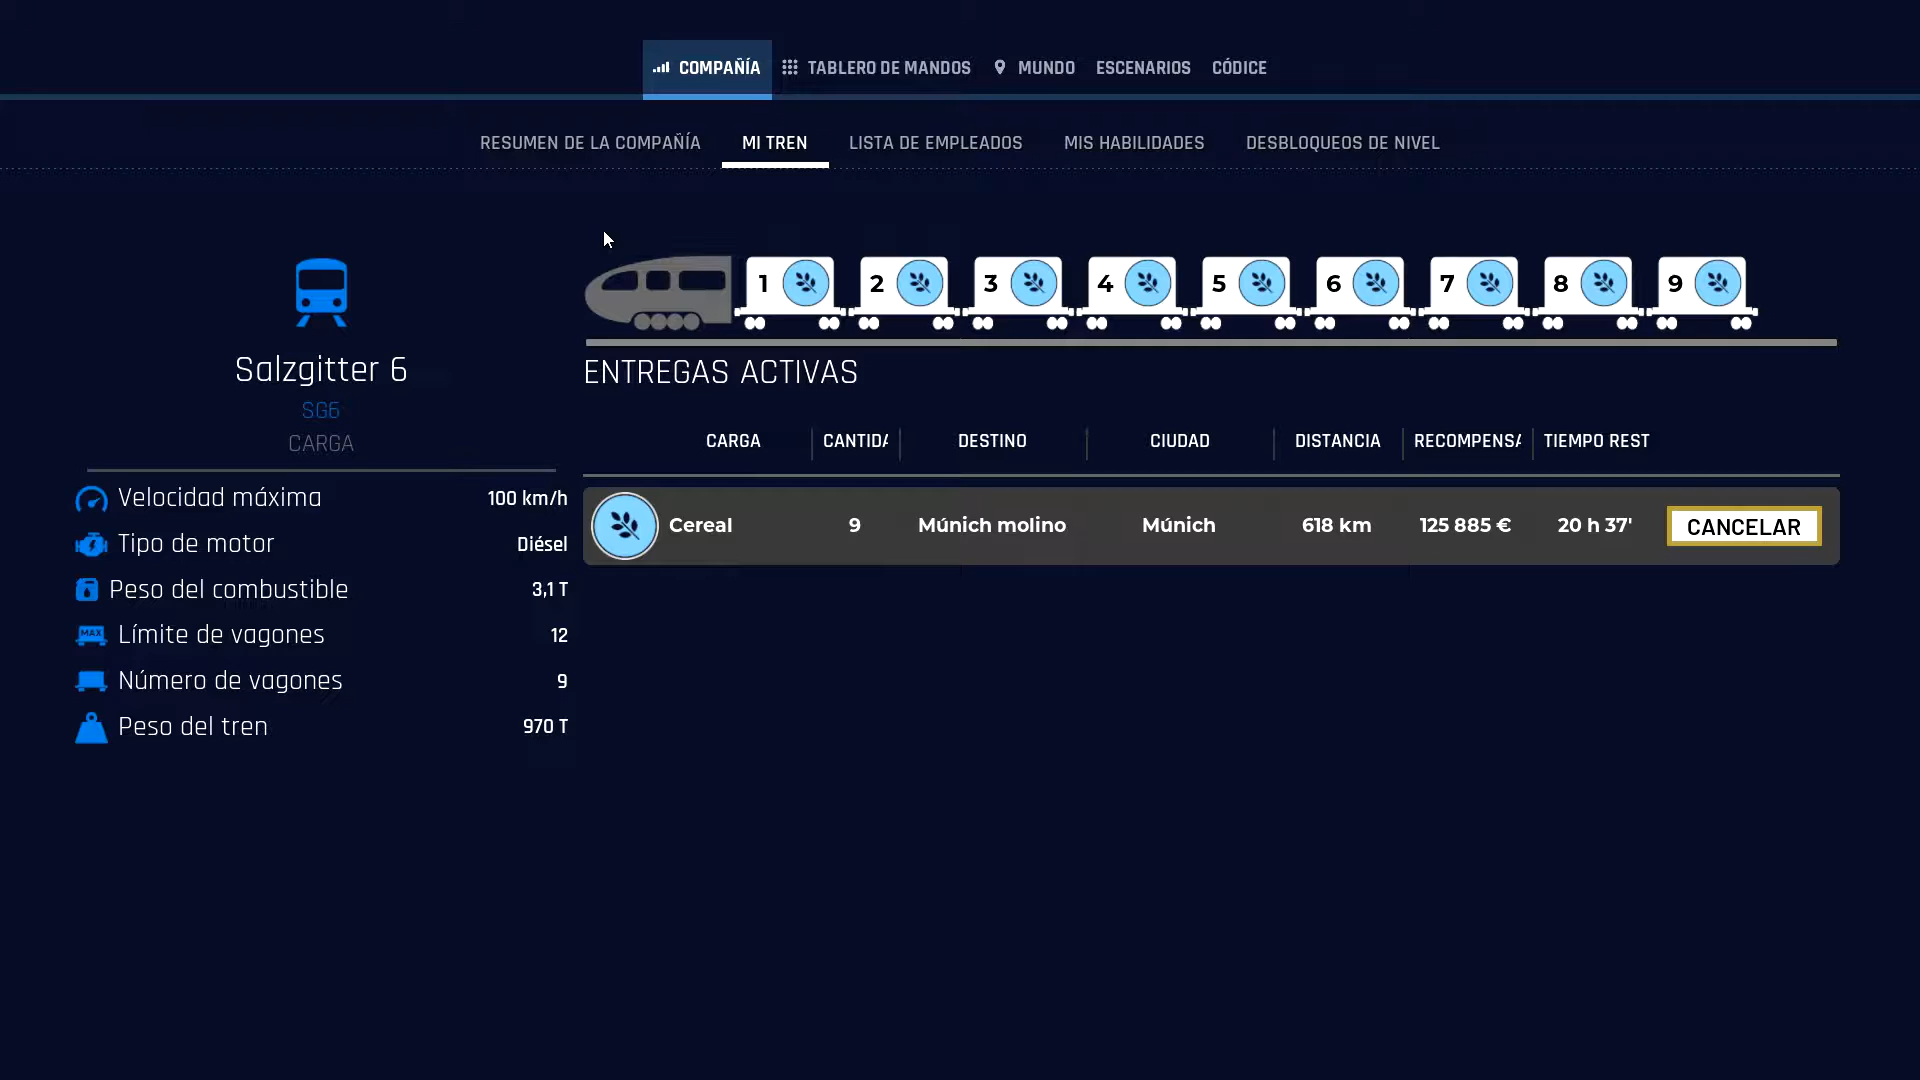 COMPAÑÍA TABLERO DE MANDOS MUNDO ESCENARIOS CÓDICE
RESUMEN DE LA COMPAÑÍA MI TREN LISTA DE EMPLEADOS MIS HABILIDADES DESBLOQUEOS DE NIVEL
1 2 3 4 5 6 7 8 9
Salzgitter 6
SG6
CARGA
Velocidad máxima 100 km/h
Tipo de motor Diésel
Peso del combustible 3,1 T
MAX Límite de vagones 12
Número de vagones 9
Peso del tren 970 T
ENTREGAS ACTIVAS
CARGA CANTIDA DESTINO CIUDAD DISTANCIA RECOMPENSA TIEMPO REST
Cereal 9 Múnich molino Múnich 618 km 125 885 € 20 h 37' CANCELAR